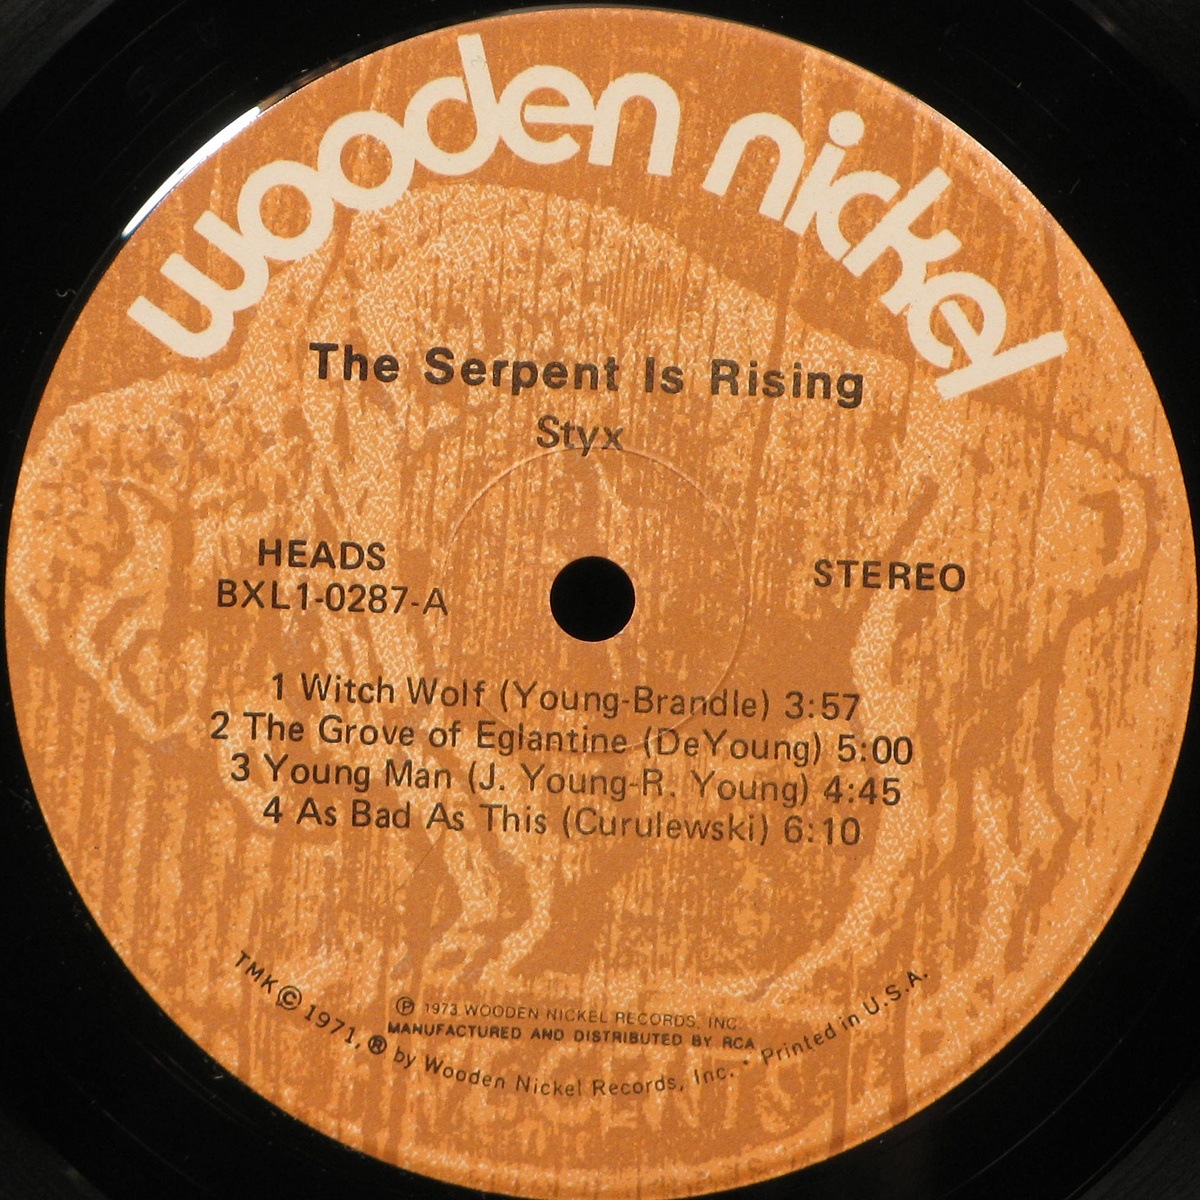 wooden nickel
The Serpent Is Rising
Styx
HEADS
BXL1-0287-A
STEREO
1 Witch Wolf (Young-Brandle) 3:57
2 The Grove of Eglantine (DeYoung) 5:00
3 Young Man (J. Young-R. Young) 4:45
4 As Bad As This (Curulewski) 6:10
℗ 1973 WOODEN NICKEL RECORDS, INC.
MANUFACTURED AND DISTRIBUTED BY RCA
TMK © 1971, ® by Wooden Nickel Records, Inc. • Printed in U.S.A.